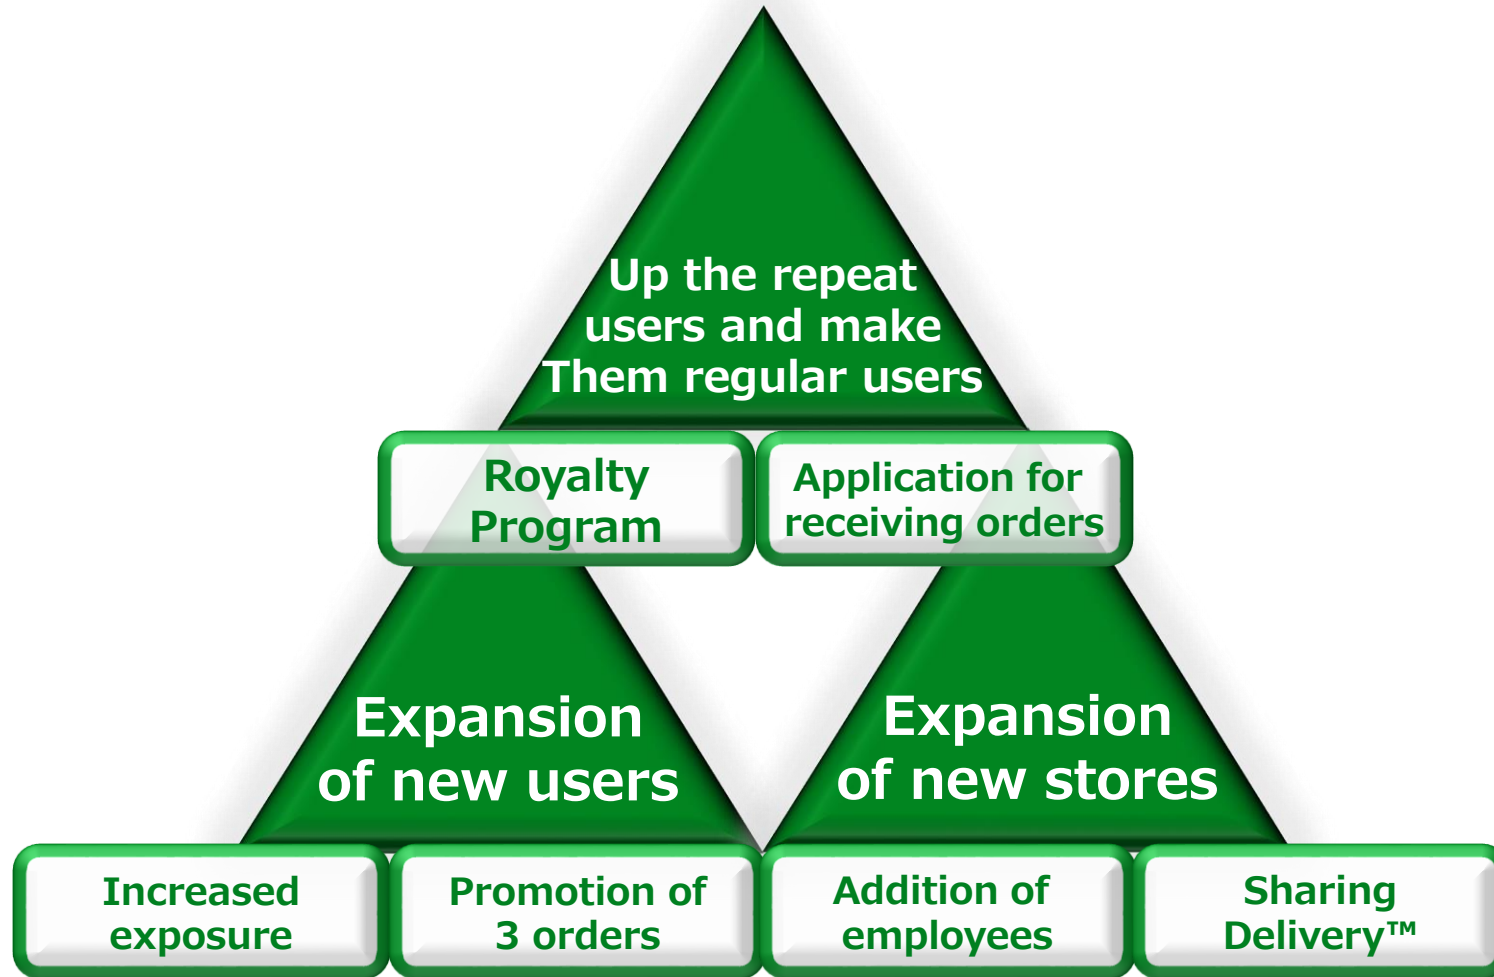 Up the repeat
users and make
Them regular users
Royalty
Program
Application for
receiving orders
Expansion
of new users
Expansion
of new stores
Increased
exposure
Promotion of
3 orders
Addition of
employees
Sharing
Delivery™